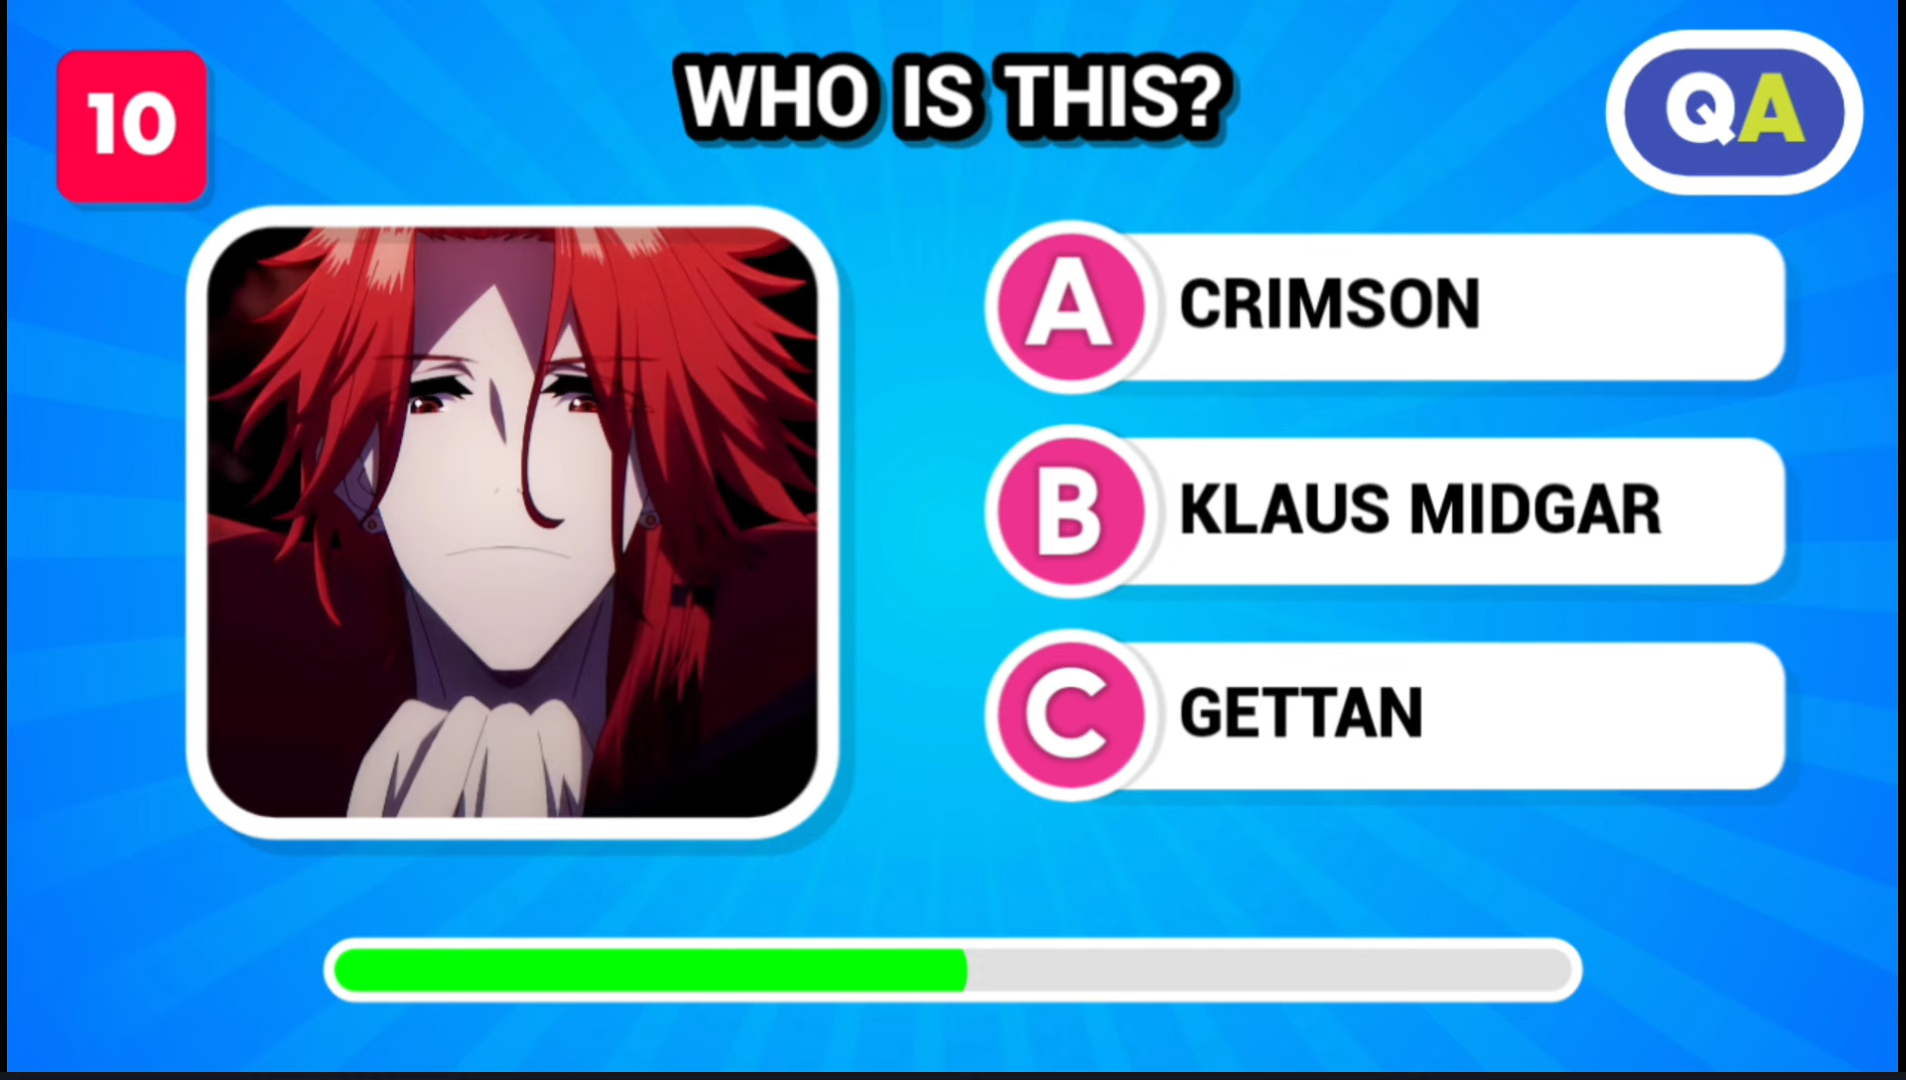 10
WHO IS THIS?
QA
A CRIMSON
B KLAUS MIDGAR
C GETTAN